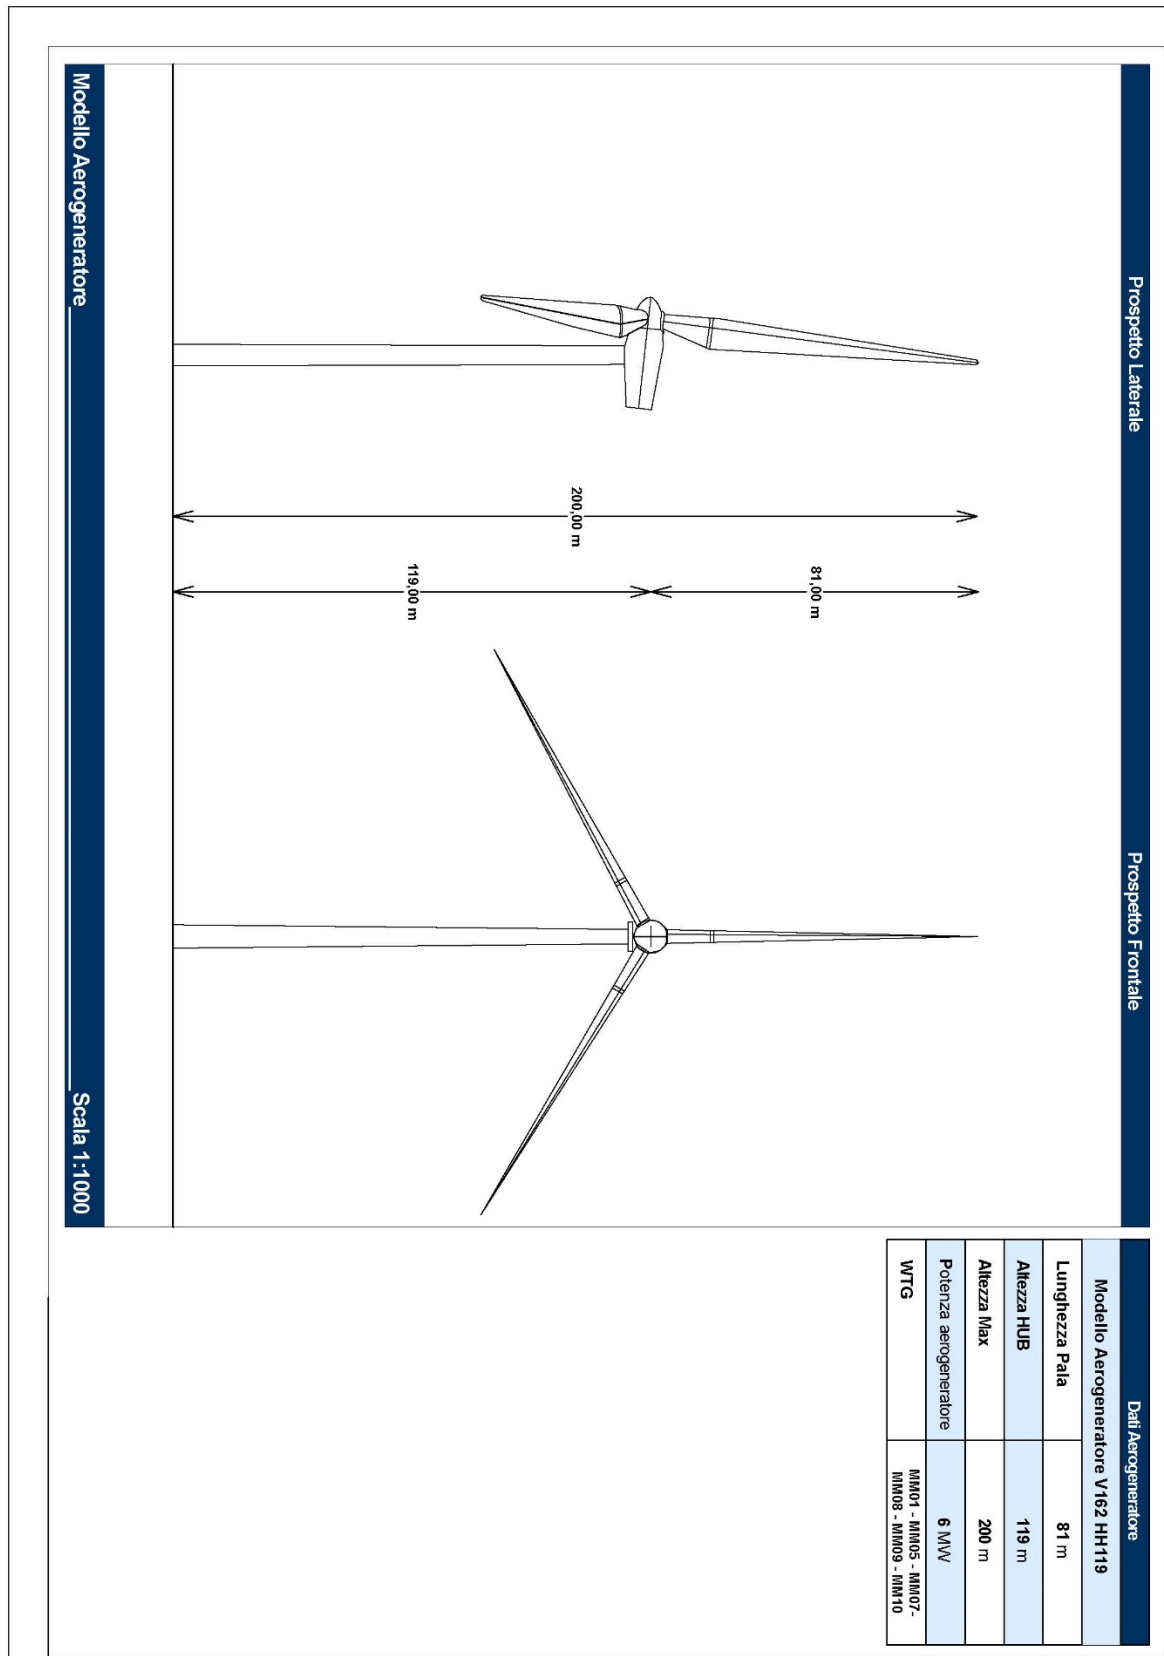 Prospetto Laterale
Prospetto Frontale
200,00 m
81,00 m
119,00 m
Modello Aerogeneratore
Scala 1:1000
Dati Aerogeneratore
Modello Aerogeneratore V162 HH119
Lunghezza Pala 81 m
Altezza HUB 119 m
Altezza Max 200 m
Potenza aerogeneratore 6 MW
WTG
MM01 - MM05 - MM07-
MM08 - MM09 - MM10